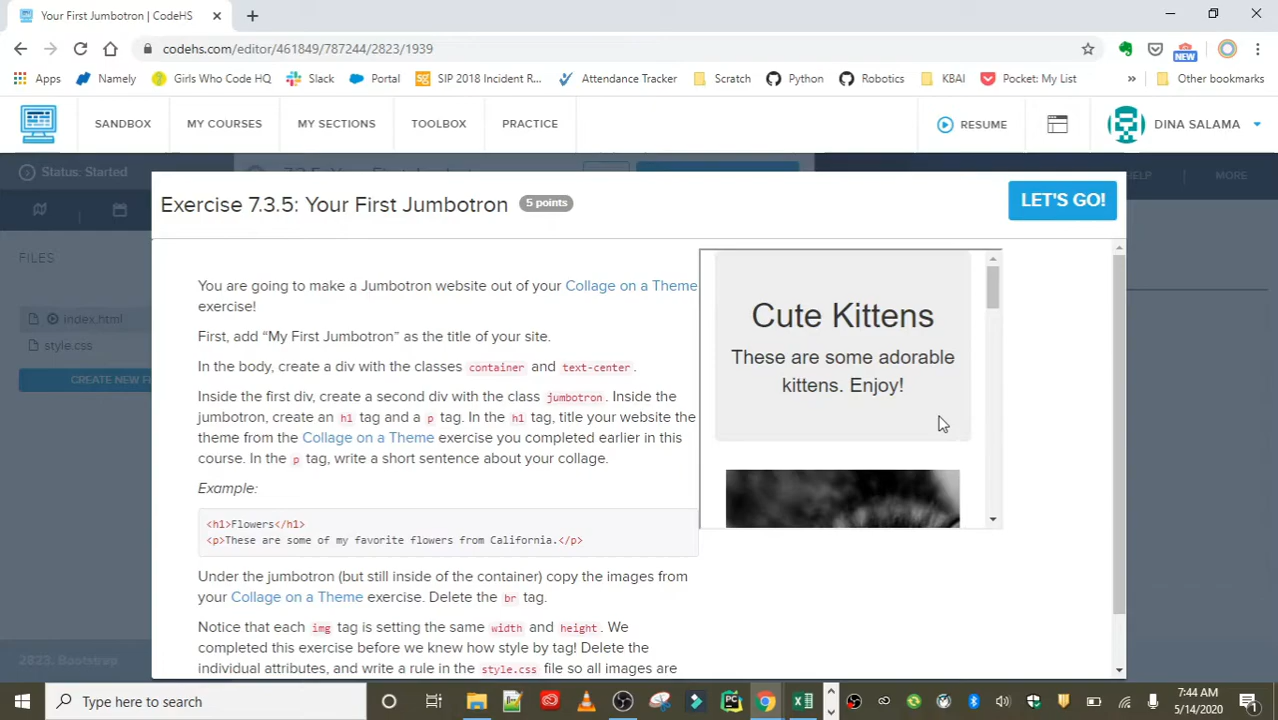 Your First Jumbotron | CodeHS
codehs.com/editor/461849/787244/2823/1939
NEW
Apps Namely Girls Who Code HQ Slack Portal SIP 2018 Incident R... Attendance Tracker Scratch Python Robotics KBAI Pocket: My List » Other bookmarks
SANDBOX MY COURSES MY SECTIONS TOOLBOX PRACTICE RESUME DINA SALAMA
Status: Started HELP MORE
Exercise 7.3.5: Your First Jumbotron 5 points LET'S GO!
FILES
index.html
style.css
CREATE NEW FI
You are going to make a Jumbotron website out of your Collage on a Theme
exercise!
First, add “My First Jumbotron” as the title of your site.
In the body, create a div with the classes container and text-center.
Inside the first div, create a second div with the class jumbotron. Inside the
jumbotron, create an h1 tag and a p tag. In the h1 tag, title your website the
theme from the Collage on a Theme exercise you completed earlier in this
course. In the p tag, write a short sentence about your collage.
Example:
<h1>Flowers</h1>
<p>These are some of my favorite flowers from California.</p>
Under the jumbotron (but still inside of the container) copy the images from
your Collage on a Theme exercise. Delete the br tag.
Notice that each img tag is setting the same width and height. We
completed this exercise before we knew how style by tag! Delete the
individual attributes, and write a rule in the style.css file so all images are
Cute Kittens
These are some adorable
kittens. Enjoy!
2823. Bootstrap
Type here to search
7:44 AM
5/14/2020
1